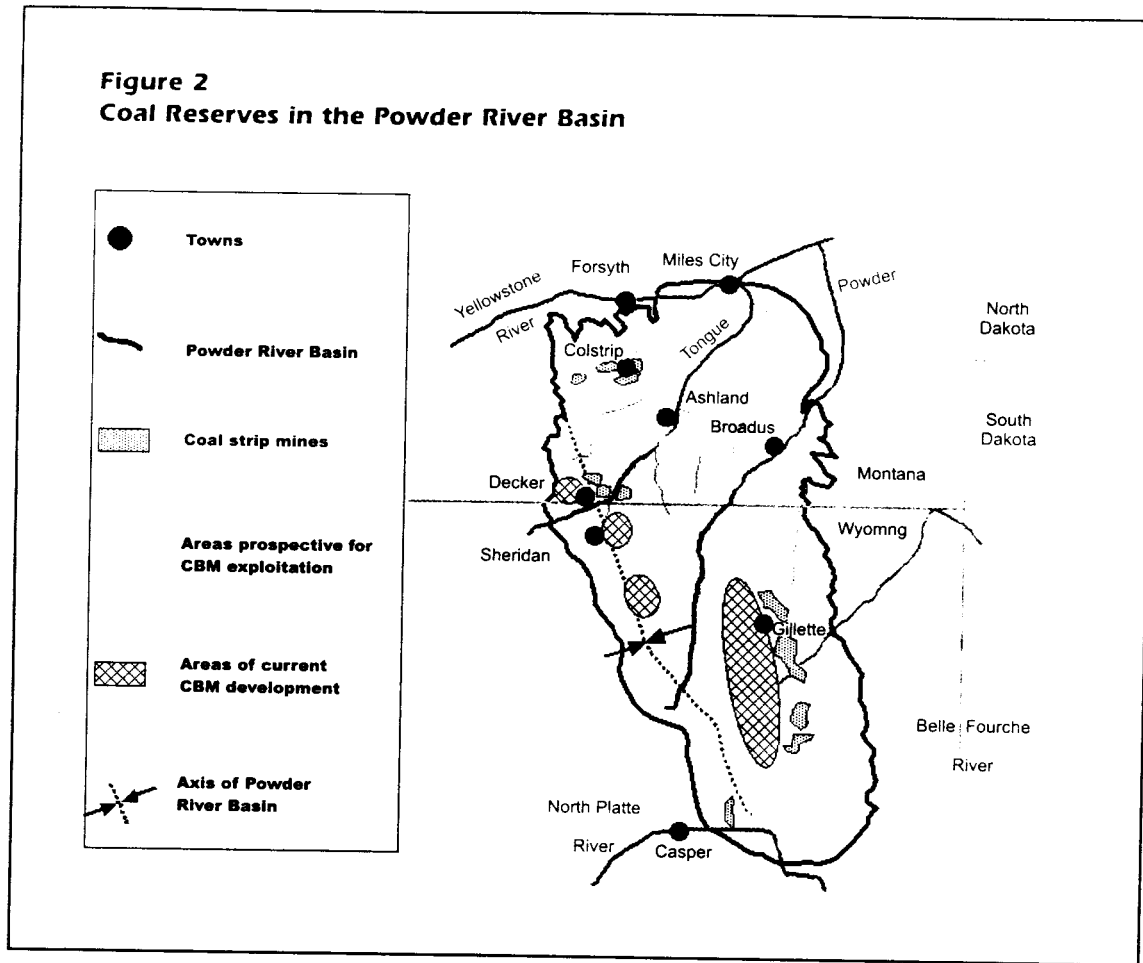 Figure 2
Coal Reserves in the Powder River Basin
Towns
Powder River Basin
Coal strip mines
Areas prospective for
CBM exploitation
Areas of current
CBM development
Axis of Powder
River Basin
Forsyth
Miles City
Yellowstone
River
Powder
North
Dakota
Colstrip
Tongue
Ashland
Broadus
South
Dakota
Decker
Montana
Wyomng
Sheridan
Gillette
Belle Fourche
River
North Platte
River
Casper